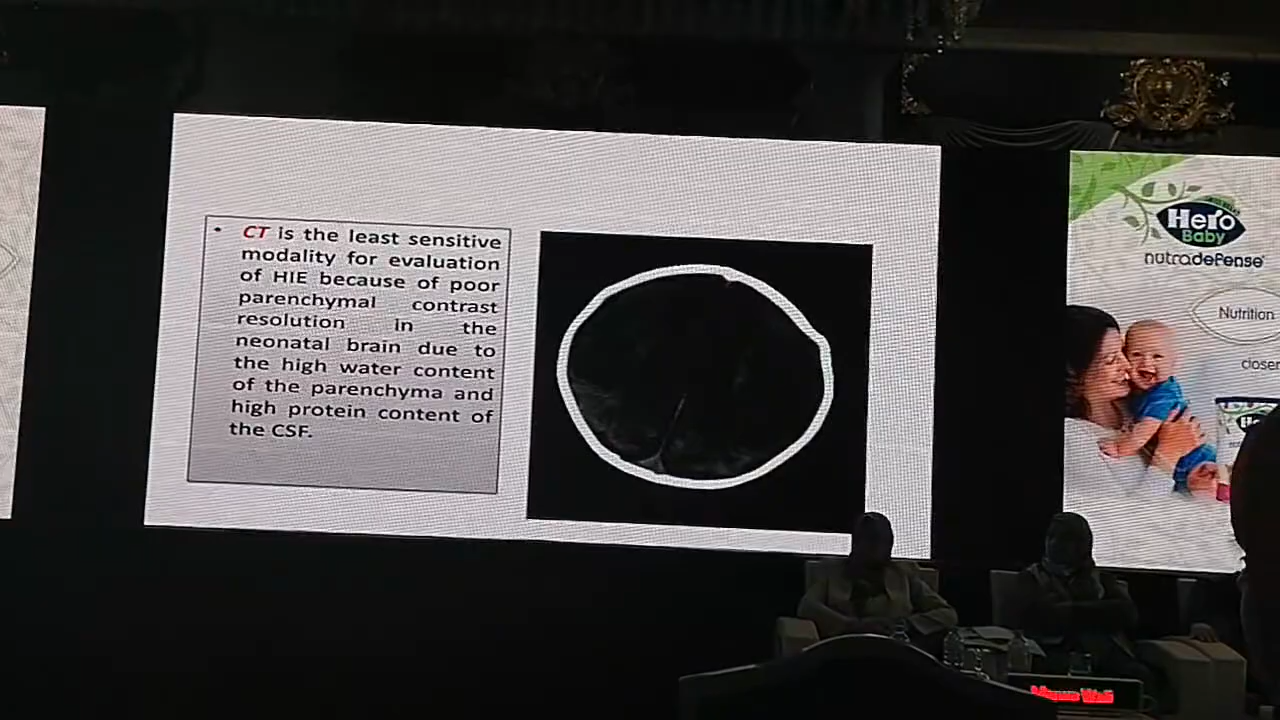 • CT is the least sensitive
modality for evaluation
of HIE because of poor
parenchymal contrast
resolution in the
neonatal brain due to
the high water content
of the parenchyma and
high protein content of
the CSF.
Hero
Baby
nutradefense
Nutrition
closer